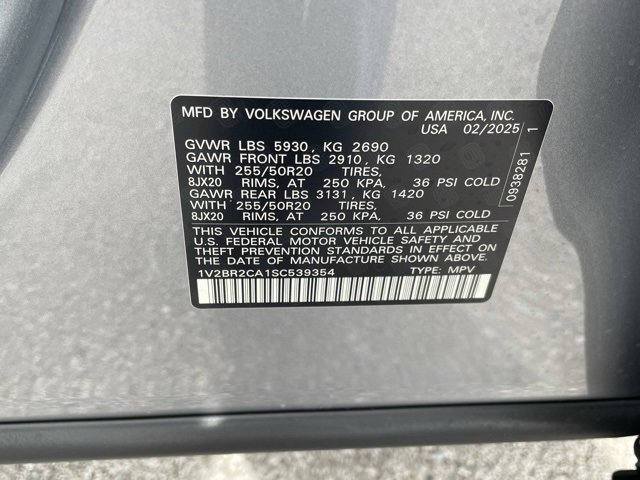 MFD BY VOLKSWAGEN GROUP OF AMERICA, INC.
USA 02/2025
GVWR LBS 5930, KG 2690
GAWR FRONT LBS 2910, KG 1320
WITH 255/50R20 TIRES,
8JX20 RIMS, AT 250 KPA, 36 PSI COLD
GAWR REAR LBS 3131, KG 1420
WITH 255/50R20 TIRES,
8JX20 RIMS, AT 250 KPA, 36 PSI COLD
THIS VEHICLE CONFORMS TO ALL APPLICABLE
U.S. FEDERAL MOTOR VEHICLE SAFETY AND
THEFT PREVENTION STANDARDS IN EFFECT ON
THE DATE OF MANUFACTURE SHOWN ABOVE.
1V2BR2CA1SC539354 TYPE: MPV
0938281 1